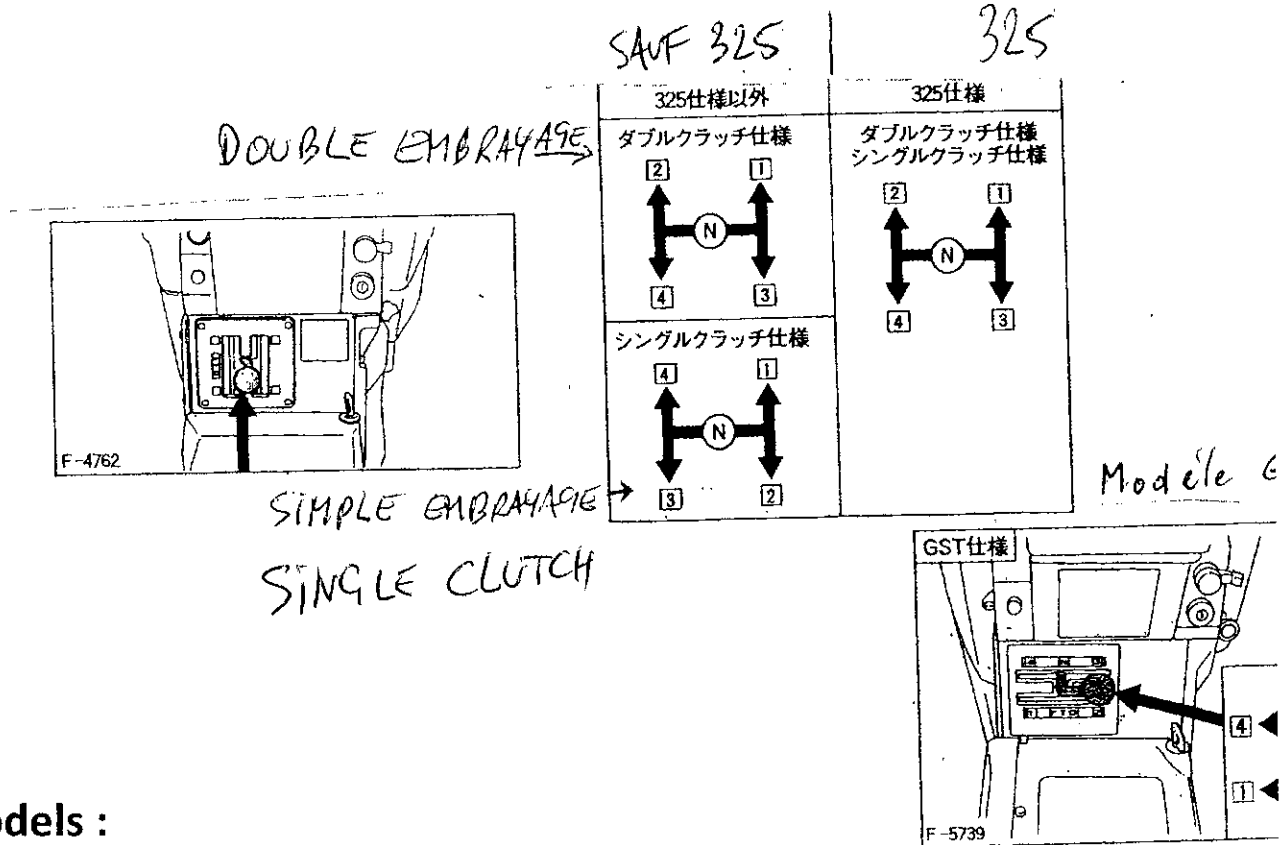 SAUF 325
325
325仕様以外
325仕様
DOUBLE EMBRAYAGE
ダブルクラッチ仕様
ダブルクラッチ仕様
シングルクラッチ仕様
2 1
N
4 3
2 1
N
4 3
シングルクラッチ仕様
4 1
N
3 2
F-4762
SIMPLE EMBRAYAGE
SINGLE CLUTCH
Modéle
GST仕様
4
1
F-5739
odels :